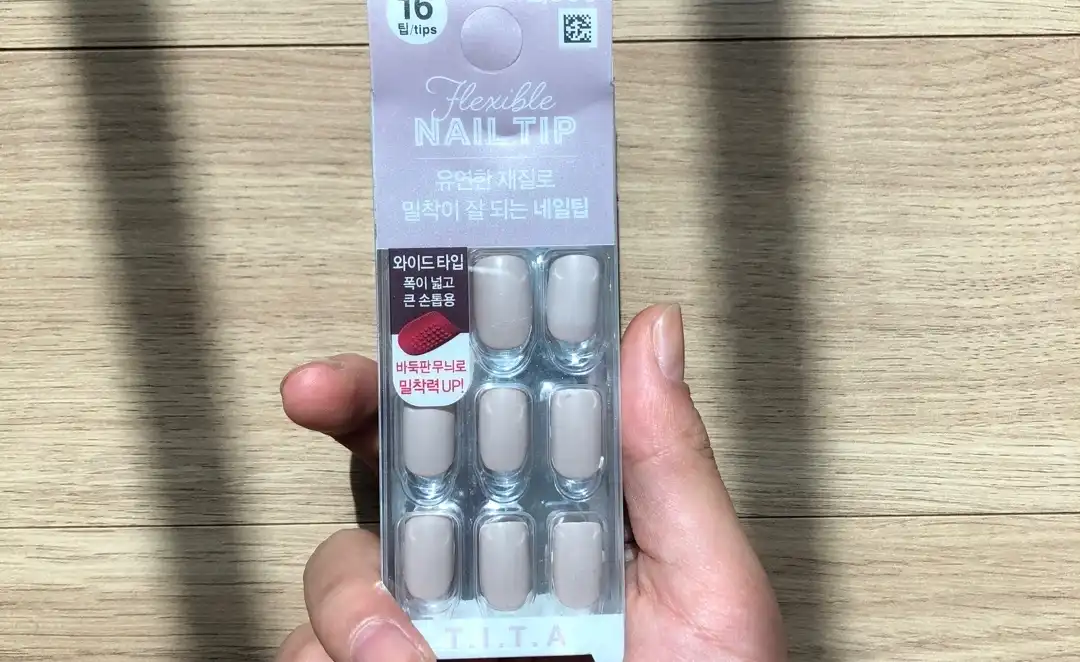 16
팁/tips
Flexible
NAIL TIP
유연한 재질로
밀착이 잘 되는 네일팁
와이드 타입
폭이 넓고
큰 손톱용
바둑판 무늬로
밀착력 UP!
T.I.T.A